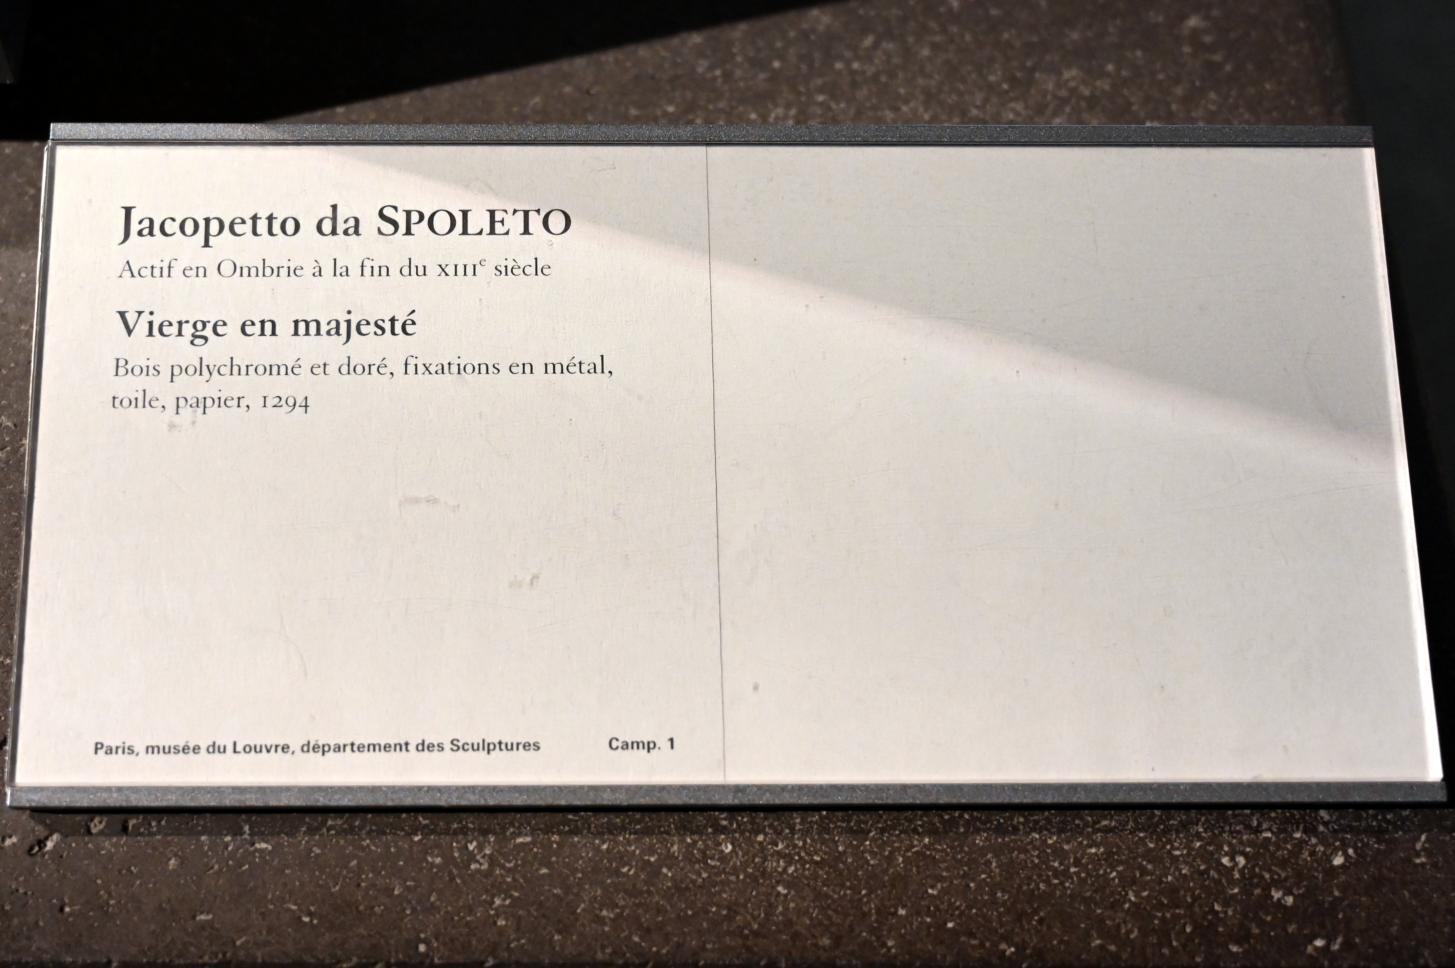 Jacopetto da SPOLETO
Actif en Ombrie à la fin du XIIIe siècle
Vierge en majesté
Bois polychromé et doré, fixations en métal,
toile, papier, 1294
Paris, musée du Louvre, département des Sculptures Camp. 1